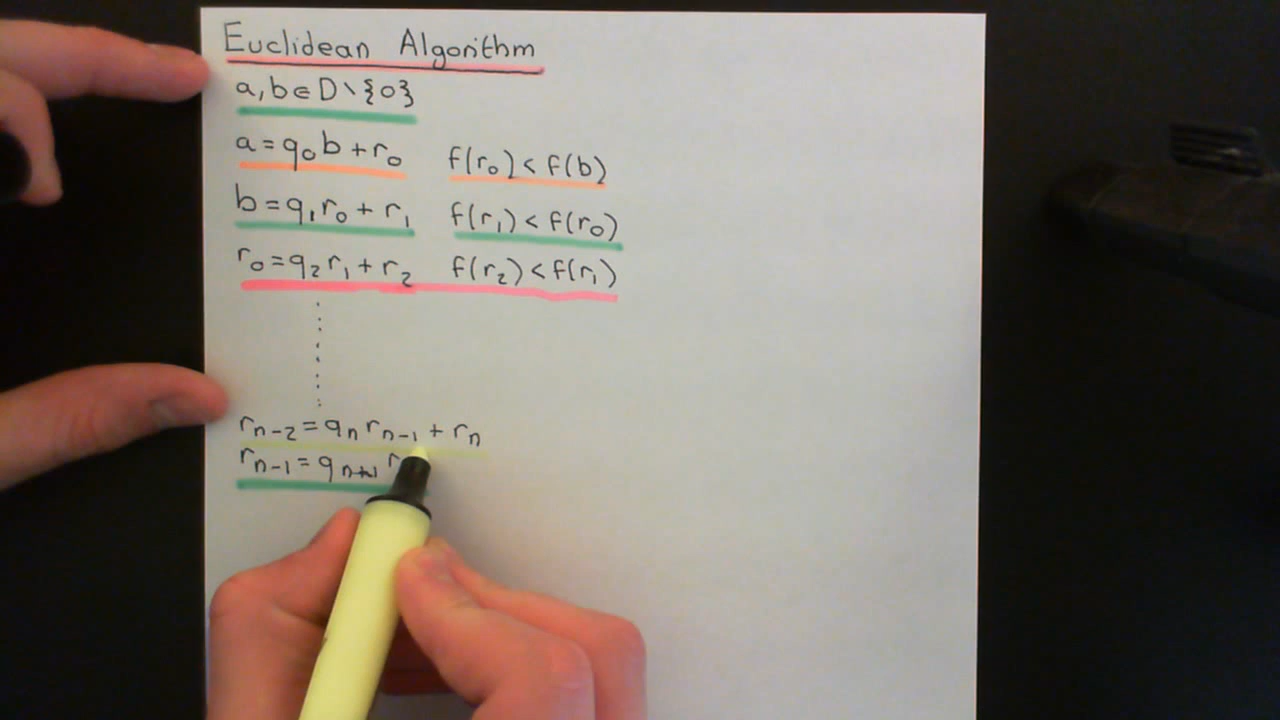 Euclidean Algorithm
a, b ∈ D \ {0}
a = q₀b + r₀ f(r₀) < f(b)
b = q₁r₀ + r₁ f(r₁) < f(r₀)
r₀ = q₂r₁ + r₂ f(r₂) < f(r₁)
rₙ₋₂ = qₙrₙ₋₁ + rₙ
rₙ₋₁ = qₙ₊₁ r